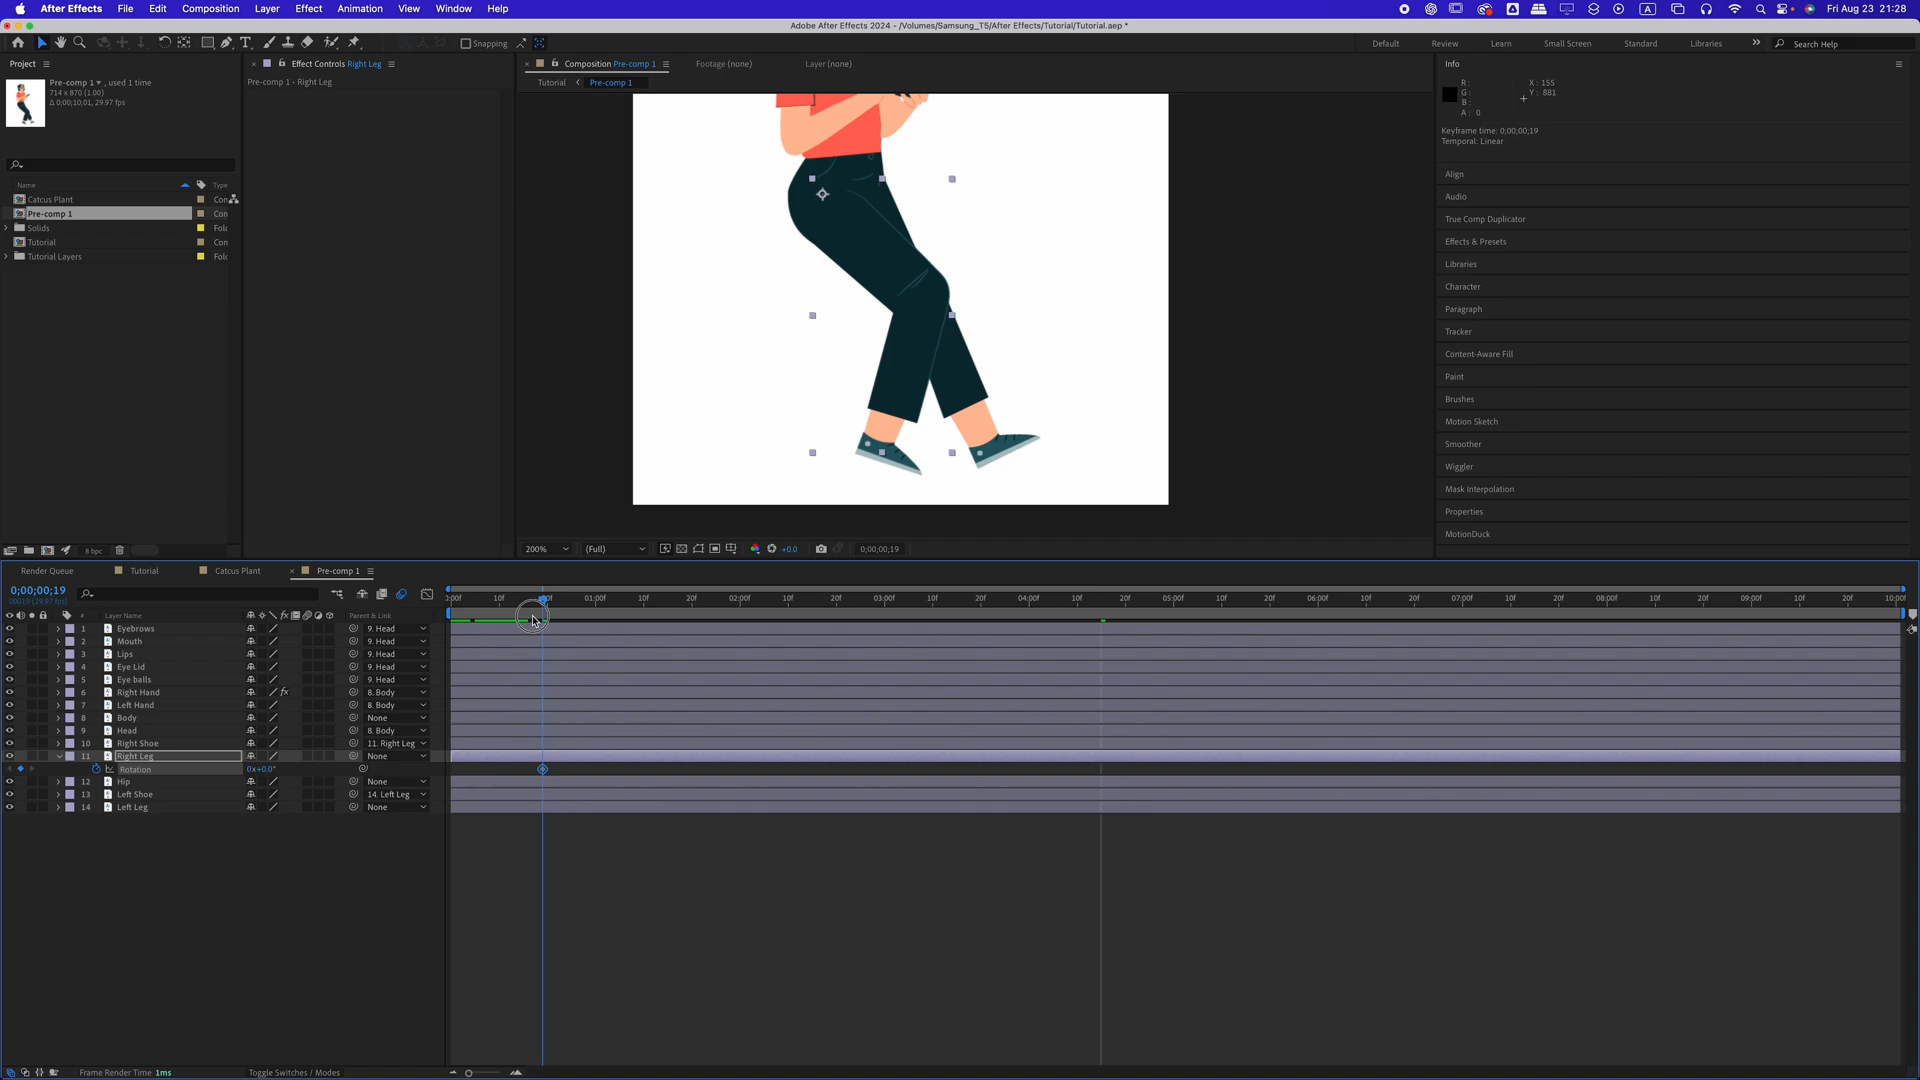 After Effects File Edit Composition Layer Effect Animation View Window Help Fri Aug 23 21:28
Adobe After Effects 2024 - /Volumes/Samsung_T5/After Effects/Tutorial/Tutorial.aep *
Snapping Default Review Learn Small Screen Standard Libraries Search Help
Project Effect Controls Right Leg Composition Pre-comp 1 Footage (none) Layer (none) Info
Pre-comp 1 , used 1 time
714 x 870 (1.00)
Δ 0;00;10;01, 29.97 fps
Pre-comp 1 · Right Leg
Tutorial Pre-comp 1
R :
G :
B :
A : 0
X : 155
Y : 881
Keyframe time: 0;00;00;19
Temporal: Linear
Name Type
Catcus Plant Con
Pre-comp 1 Con
Solids Fold
Tutorial Con
Tutorial Layers Fold
Align
Audio
True Comp Duplicator
Effects & Presets
Libraries
Character
Paragraph
Tracker
Content-Aware Fill
Paint
Brushes
Motion Sketch
Smoother
Wiggler
Mask Interpolation
Properties
MotionDuck
8 bpc
200% (Full) +0.0 0;00;00;19
Render Queue Tutorial Catcus Plant Pre-comp 1
0;00;00;19
00019 (29.97 fps)
10f 01:00f 10f 20f 02:00f 10f 20f 03:00f 10f 20f 04:00f 10f 20f 05:00f 10f 20f 06:00f 10f 20f 07:00f 10f 20f 08:00f 10f 20f 09:00f 10f 20f 10:00f
# Layer Name Parent & Link
1 Eyebrows 9. Head
2 Mouth 9. Head
3 Lips 9. Head
4 Eye Lid 9. Head
5 Eye balls 9. Head
6 Right Hand fx 8. Body
7 Left Hand 8. Body
8 Body None
9 Head 8. Body
10 Right Shoe 11. Right Leg
11 Right Leg None
Rotation 0x+0.0°
12 Hip None
13 Left Shoe 14. Left Leg
14 Left Leg None
Frame Render Time 1ms Toggle Switches / Modes